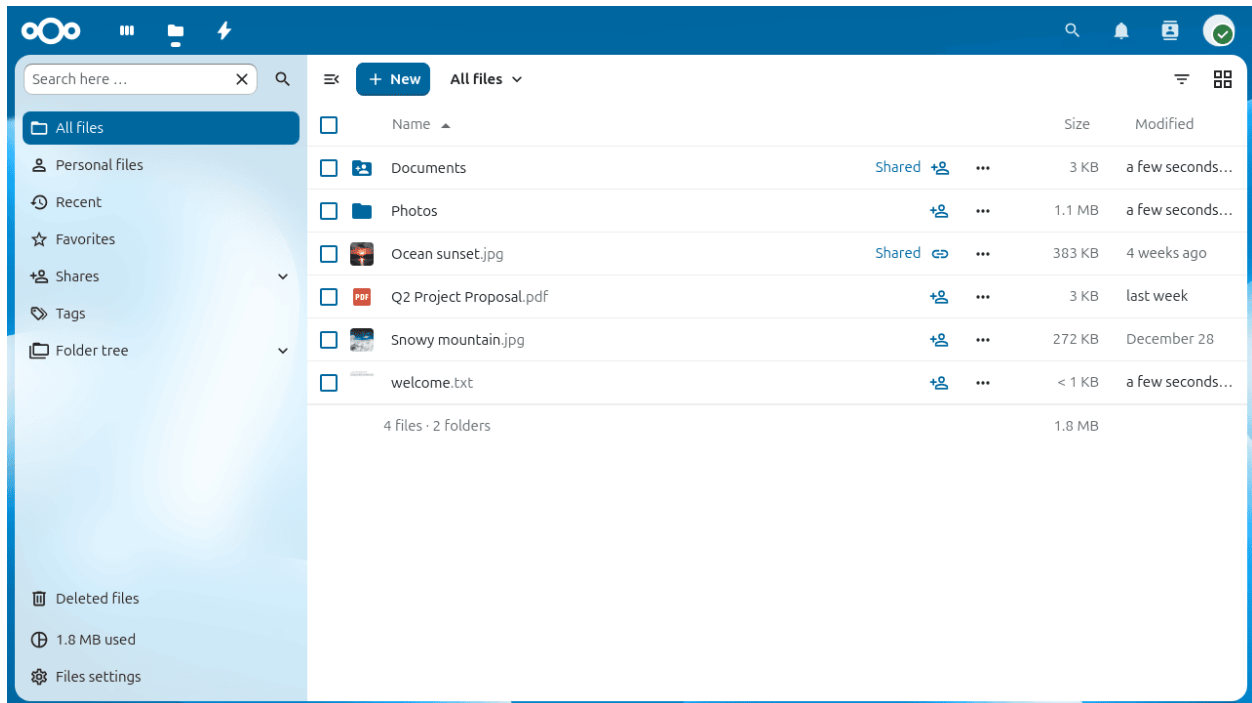 Search here ...
+ New
All files
All files
Personal files
Recent
Favorites
Shares
Tags
Folder tree
Deleted files
1.8 MB used
Files settings
Name Size Modified
Documents Shared 3 KB a few seconds...
Photos 1.1 MB a few seconds...
Ocean sunset.jpg Shared 383 KB 4 weeks ago
PDF Q2 Project Proposal.pdf 3 KB last week
Snowy mountain.jpg 272 KB December 28
welcome.txt < 1 KB a few seconds...
4 files · 2 folders 1.8 MB